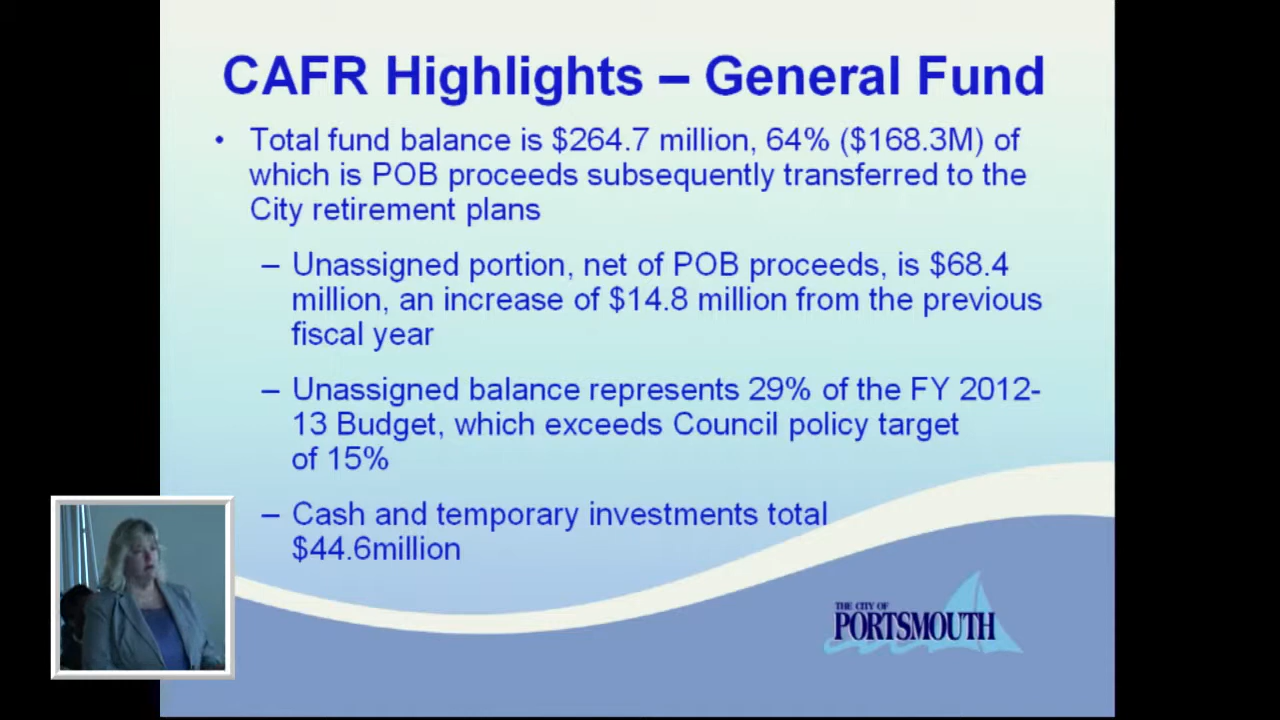 CAFR Highlights – General Fund
• Total fund balance is $264.7 million, 64% ($168.3M) of
which is POB proceeds subsequently transferred to the
City retirement plans
– Unassigned portion, net of POB proceeds, is $68.4
million, an increase of $14.8 million from the previous
fiscal year
– Unassigned balance represents 29% of the FY 2012-
13 Budget, which exceeds Council policy target
of 15%
– Cash and temporary investments total
$44.6million
THE CITY OF
PORTSMOUTH